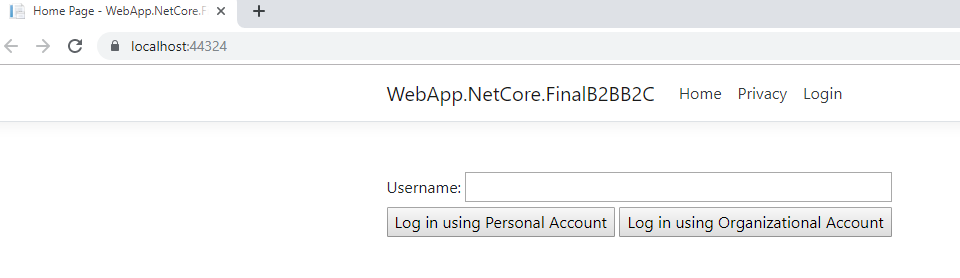 Home Page - WebApp.NetCore.F
localhost:44324
WebApp.NetCore.FinalB2BB2C Home Privacy Login
Username:
Log in using Personal Account Log in using Organizational Account